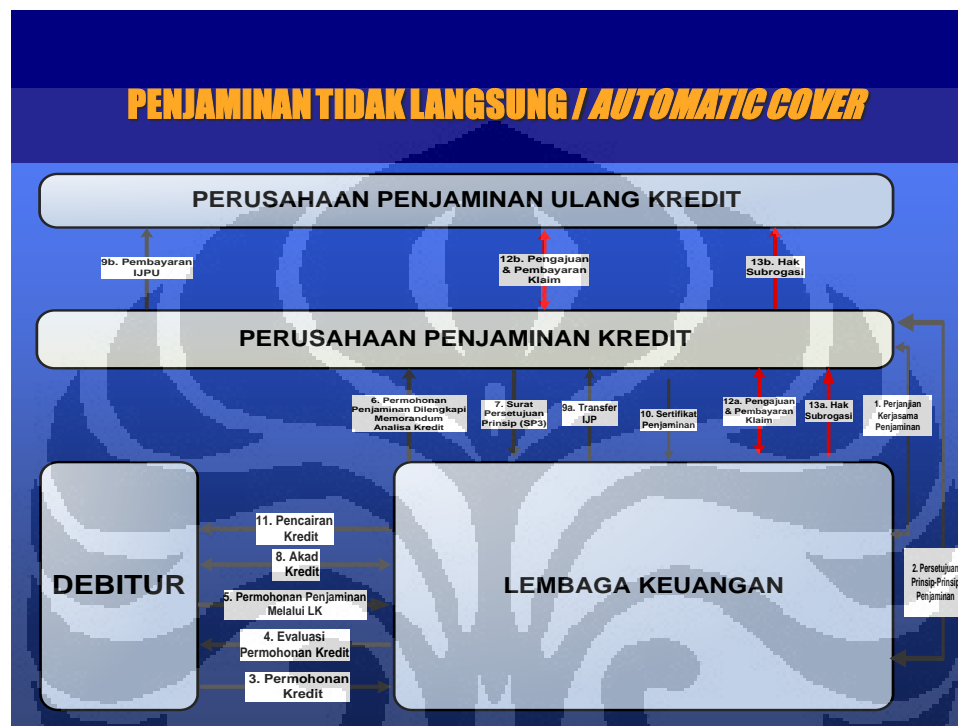 PENJAMINAN TIDAK LANGSUNG / AUTOMATIC COVER
PERUSAHAAN PENJAMINAN ULANG KREDIT
9b. Pembayaran
IJPU
12b. Pengajuan
& Pembayaran
Klaim
13b. Hak
Subrogasi
PERUSAHAAN PENJAMINAN KREDIT
6. Permohonan
Penjaminan Dilengkapi
Memorandum
Analisa Kredit
7. Surat
Persetujuan
Prinsip (SP3)
9a. Transfer
IJP
10. Sertifikat
Penjaminan
12a. Pengajuan
& Pembayaran
Klaim
13a. Hak
Subrogasi
1. Perjanjian
Kerjasama
Penjaminan
DEBITUR
11. Pencairan
Kredit
8. Akad
Kredit
5. Permohonan Penjaminan
Melalui LK
4. Evaluasi
Permohonan Kredit
3. Permohonan
Kredit
LEMBAGA KEUANGAN
2. Persetujuan
Prinsip-Prinsip
Penjaminan